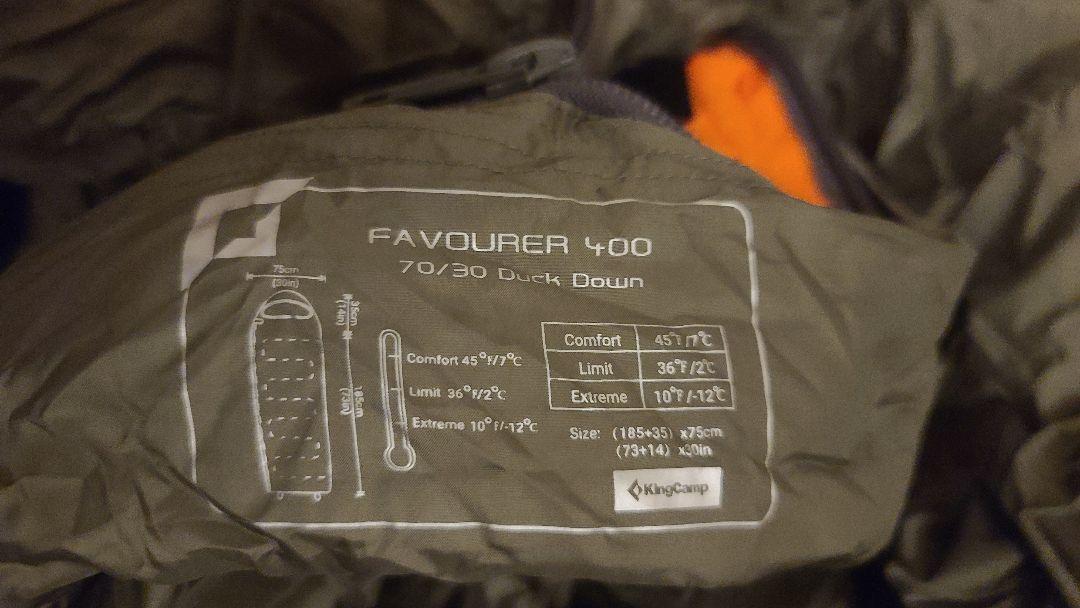 FAVOURER 400
70/30 Duck Down
75cm
(30in)
35cm
(14in)
185cm
(73in)
Comfort 45°F/7°C
Limit 36°F/2°C
Extreme 10°F/-12°C
Comfort 45°F/7°C
Limit 36°F/2°C
Extreme 10°F/-12°C
Size: (185+35) x75cm
(73+14) x30in
KingCamp